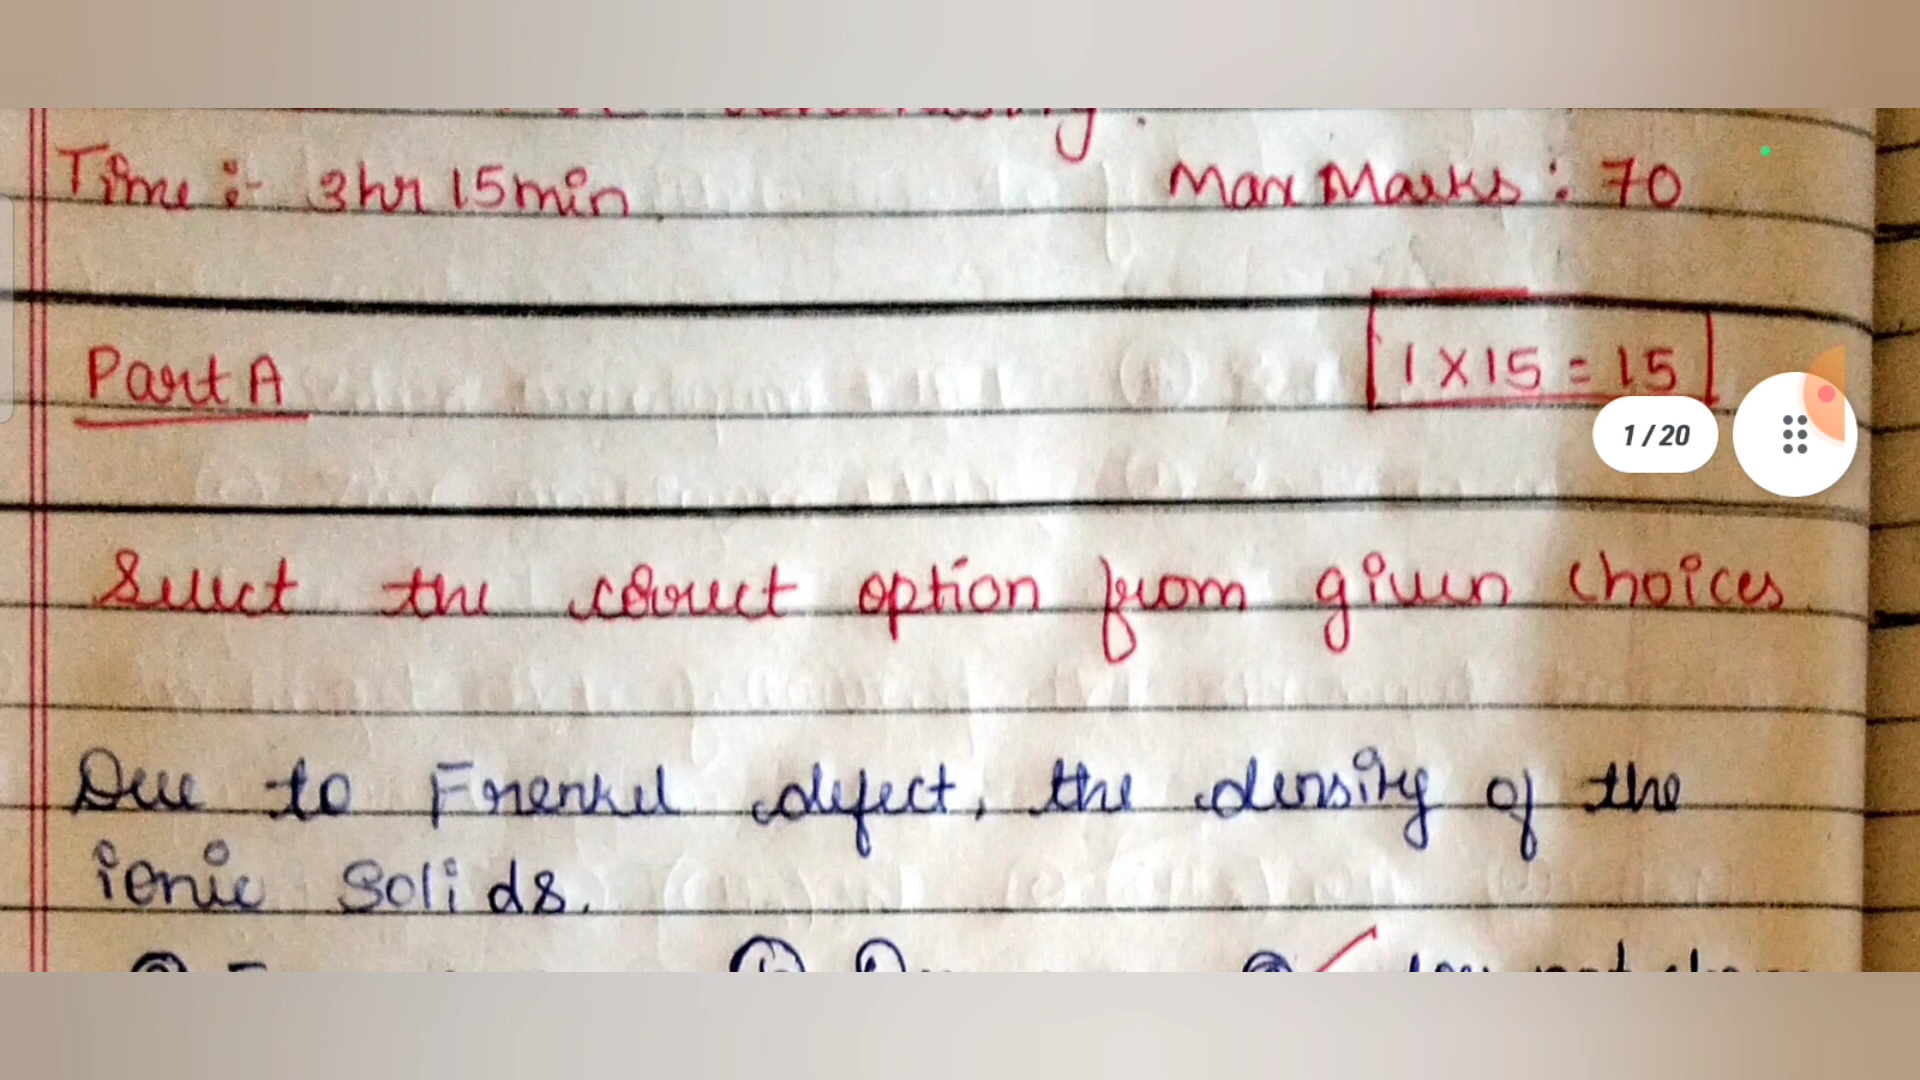 Time :- 3hr 15min
Max Marks : 70
Part A
1 X 15 = 15
1 / 20
Select the correct option from given choices
Due to Frenkel defect, the density of the
ionic Solids.
not